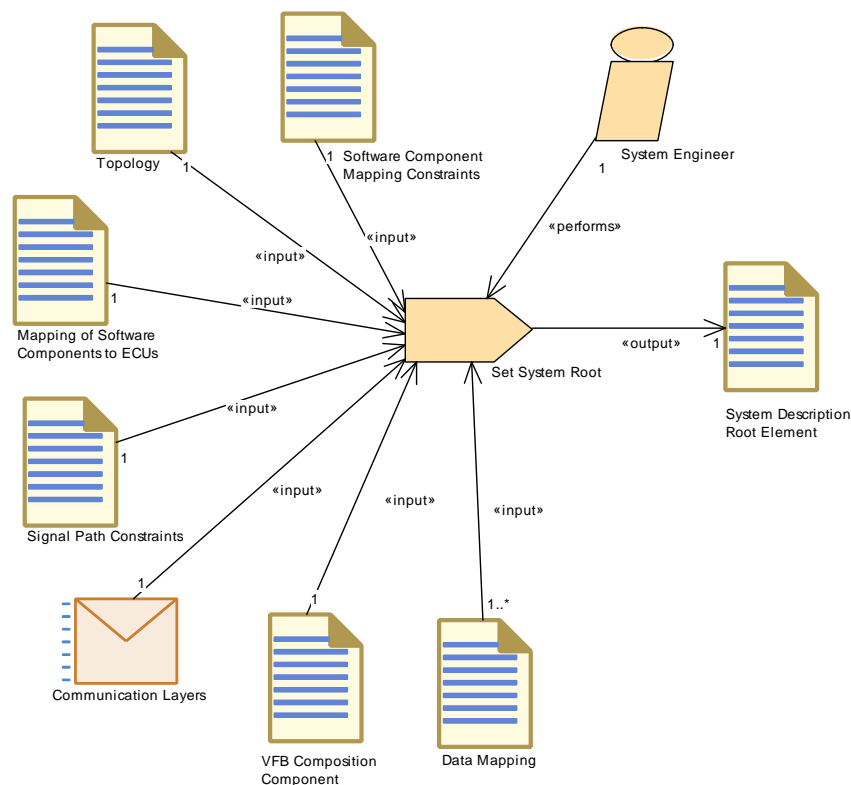 Topology
1
1
Software Component
Mapping Constraints
System Engineer
1
«performs»
«input»
«input»
«input»
1
Mapping of Software
Components to ECUs
«output»
1
Set System Root
System Description
Root Element
«input»
1
Signal Path Constraints
«input»
«input»
«input»
1
Communication Layers
1
VFB Composition
Component
1..*
Data Mapping